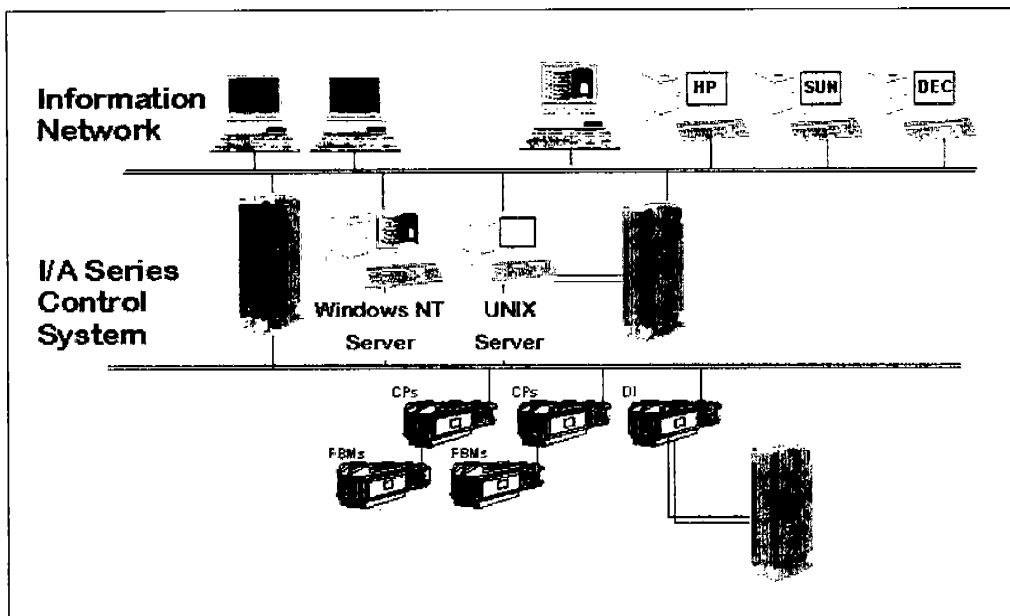 Information
Network
HP
SUN
DEC
I/A Series
Control
System
Windows NT
Server
UNIX
Server
CPs
CPs
DI
FBMs
FBMs